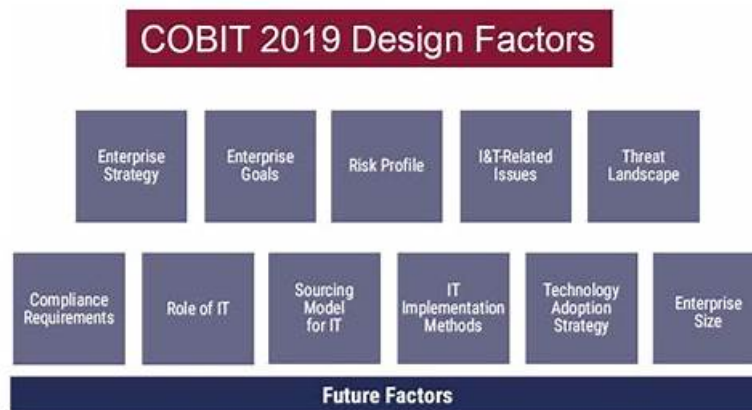 COBIT 2019 Design Factors
Enterprise
Strategy
Enterprise
Goals
Risk Profile
I&T-Related
Issues
Threat
Landscape
Compliance
Requirements
Role of IT
Sourcing
Model
for IT
IT
Implementation
Methods
Technology
Adoption
Strategy
Enterprise
Size
Future Factors